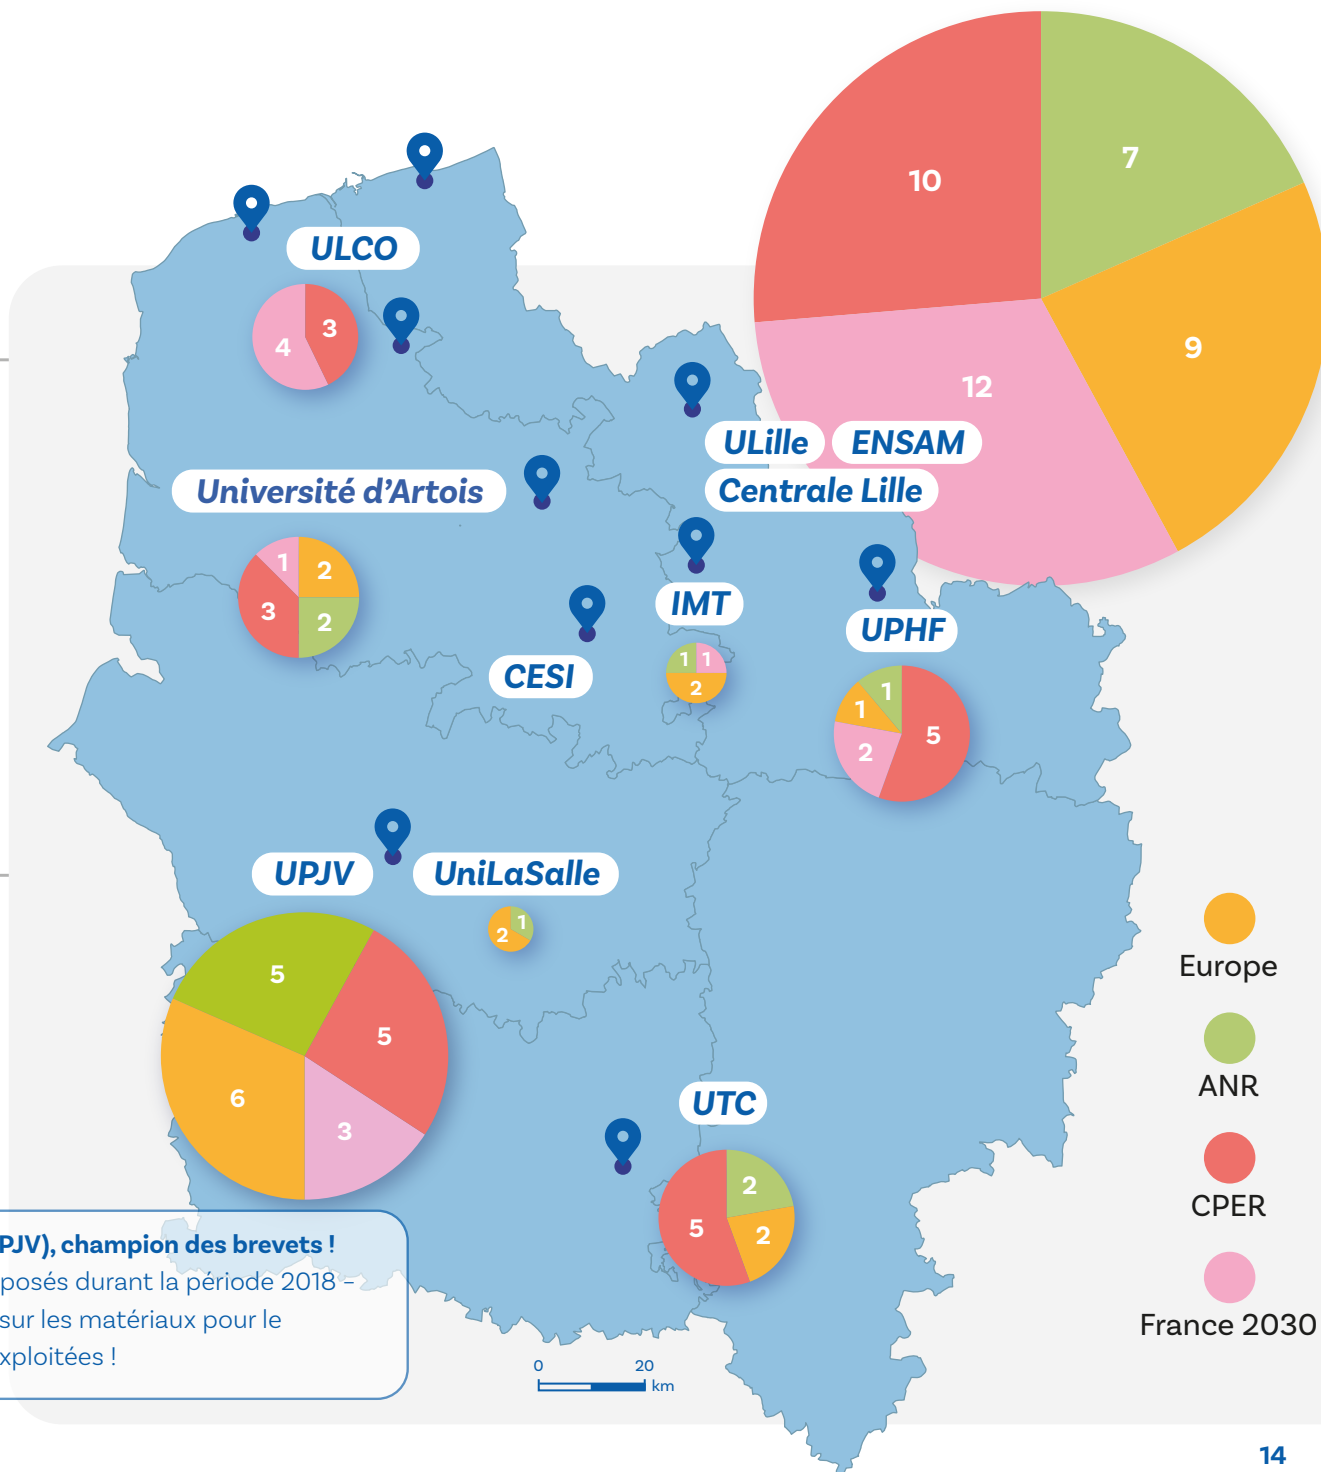 10
7
9
12
ULCO
3
4
ULille
ENSAM
Centrale Lille
Université d'Artois
1
2
3
2
IMT
1
1
2
UPHF
1
1
5
2
CESI
UPJV
UniLaSalle
1
2
5
5
6
3
UTC
2
5
2
Europe
ANR
CPER
France 2030
PJV), champion des brevets !
posés durant la période 2018 –
sur les matériaux pour le
xploitées !
0
20
km
14